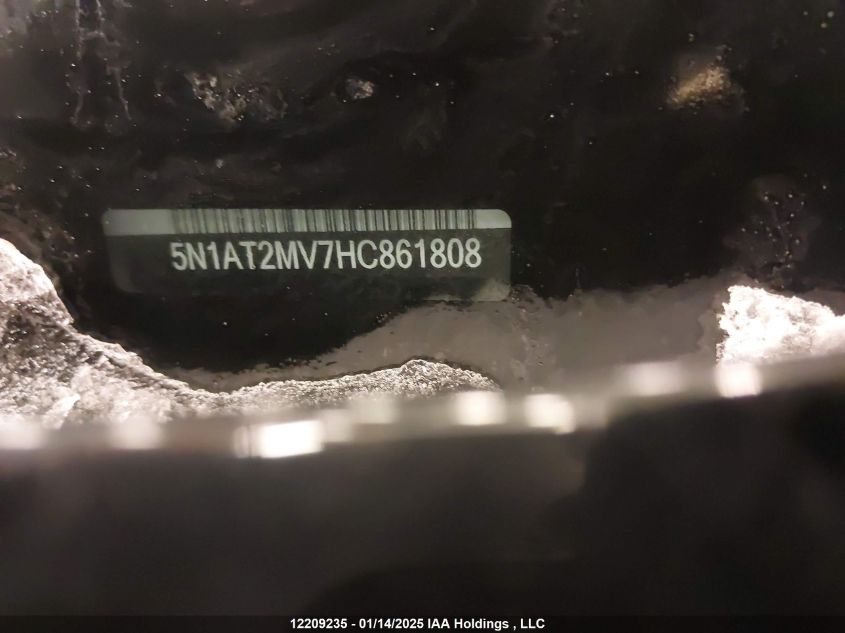 5N1AT2MV7HC861808
12209235 - 01/14/2025 IAA Holdings , LLC